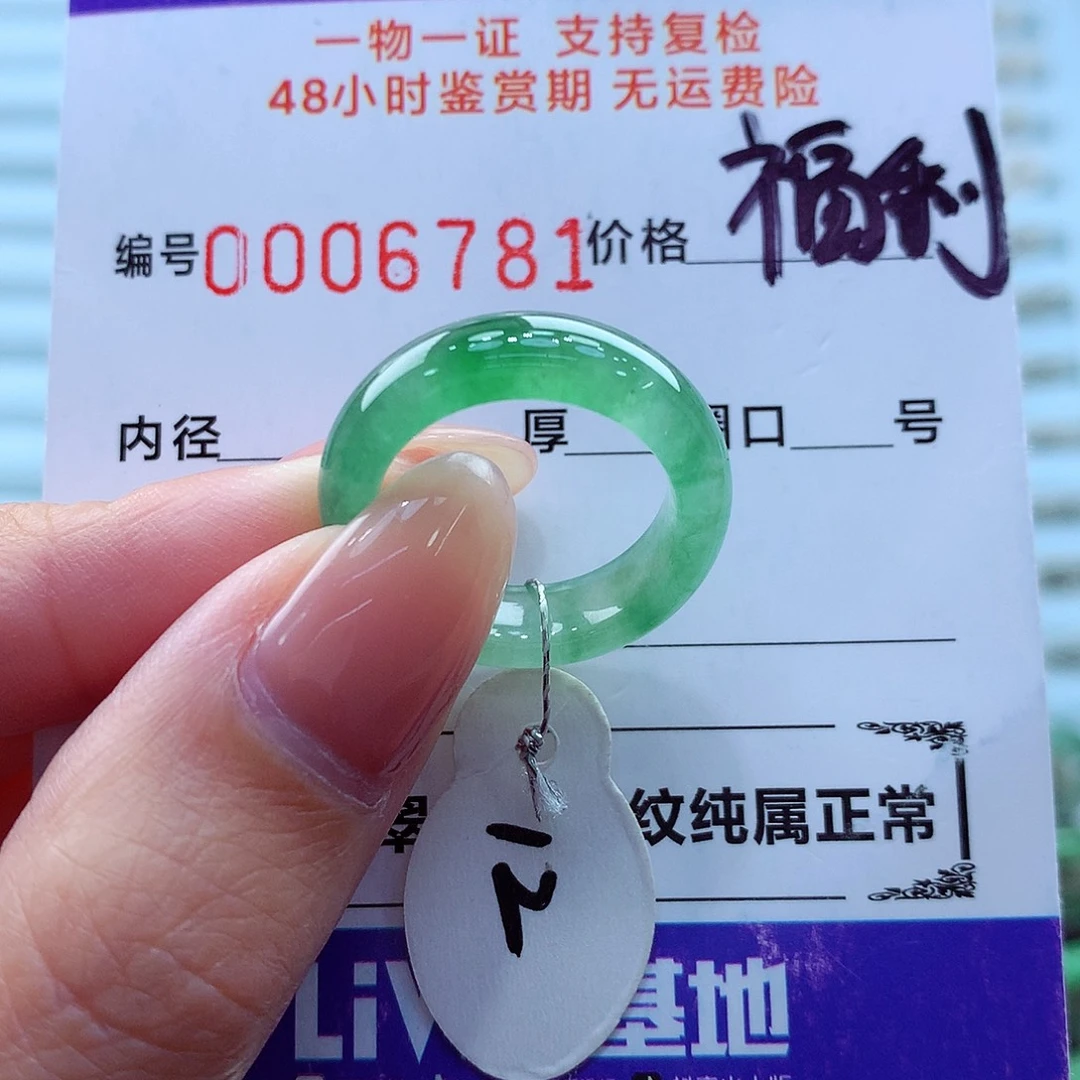 一物一证 支持复检
48小时鉴赏期 无运费险
编号0006781价格 福利
内径 厚 圈口 号
翠 纹纯属正常
LiV 基地